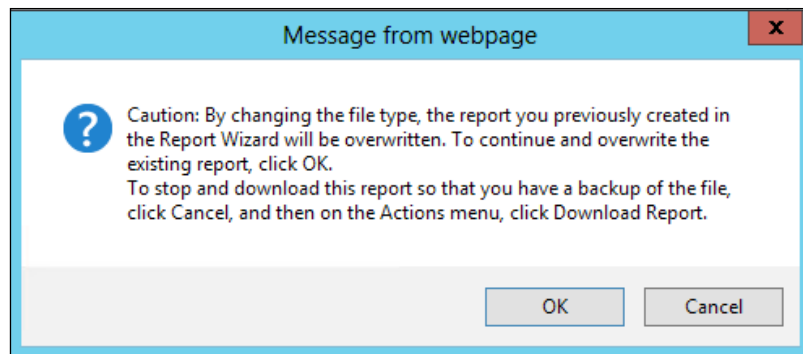 Message from webpage
x
?
Caution: By changing the file type, the report you previously created in
the Report Wizard will be overwritten. To continue and overwrite the
existing report, click OK.
To stop and download this report so that you have a backup of the file,
click Cancel, and then on the Actions menu, click Download Report.
OK Cancel